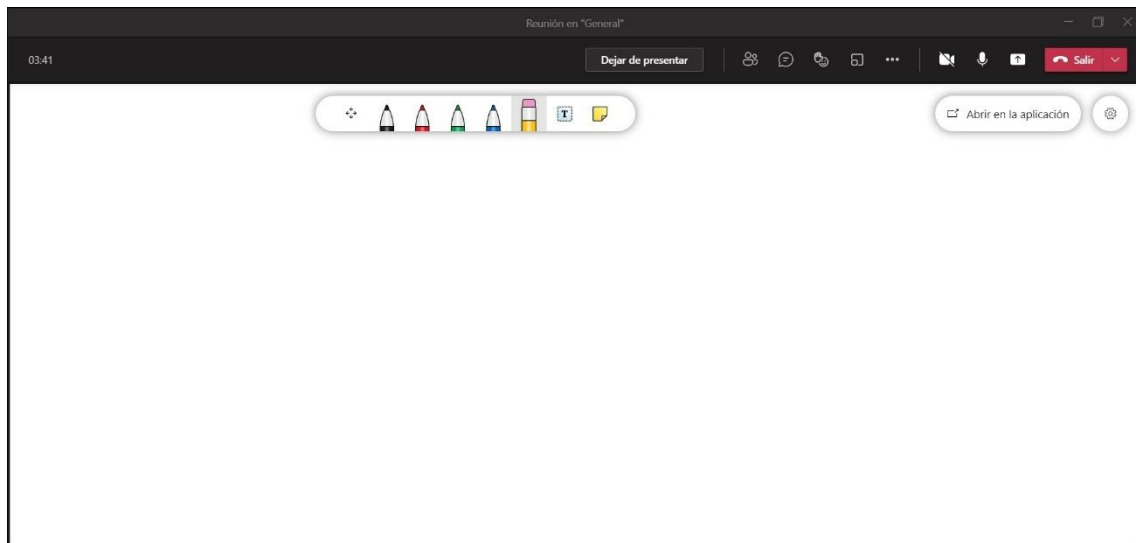 Reunión en "General"
03:41
Dejar de presentar
Salir
T
Abrir en la aplicación